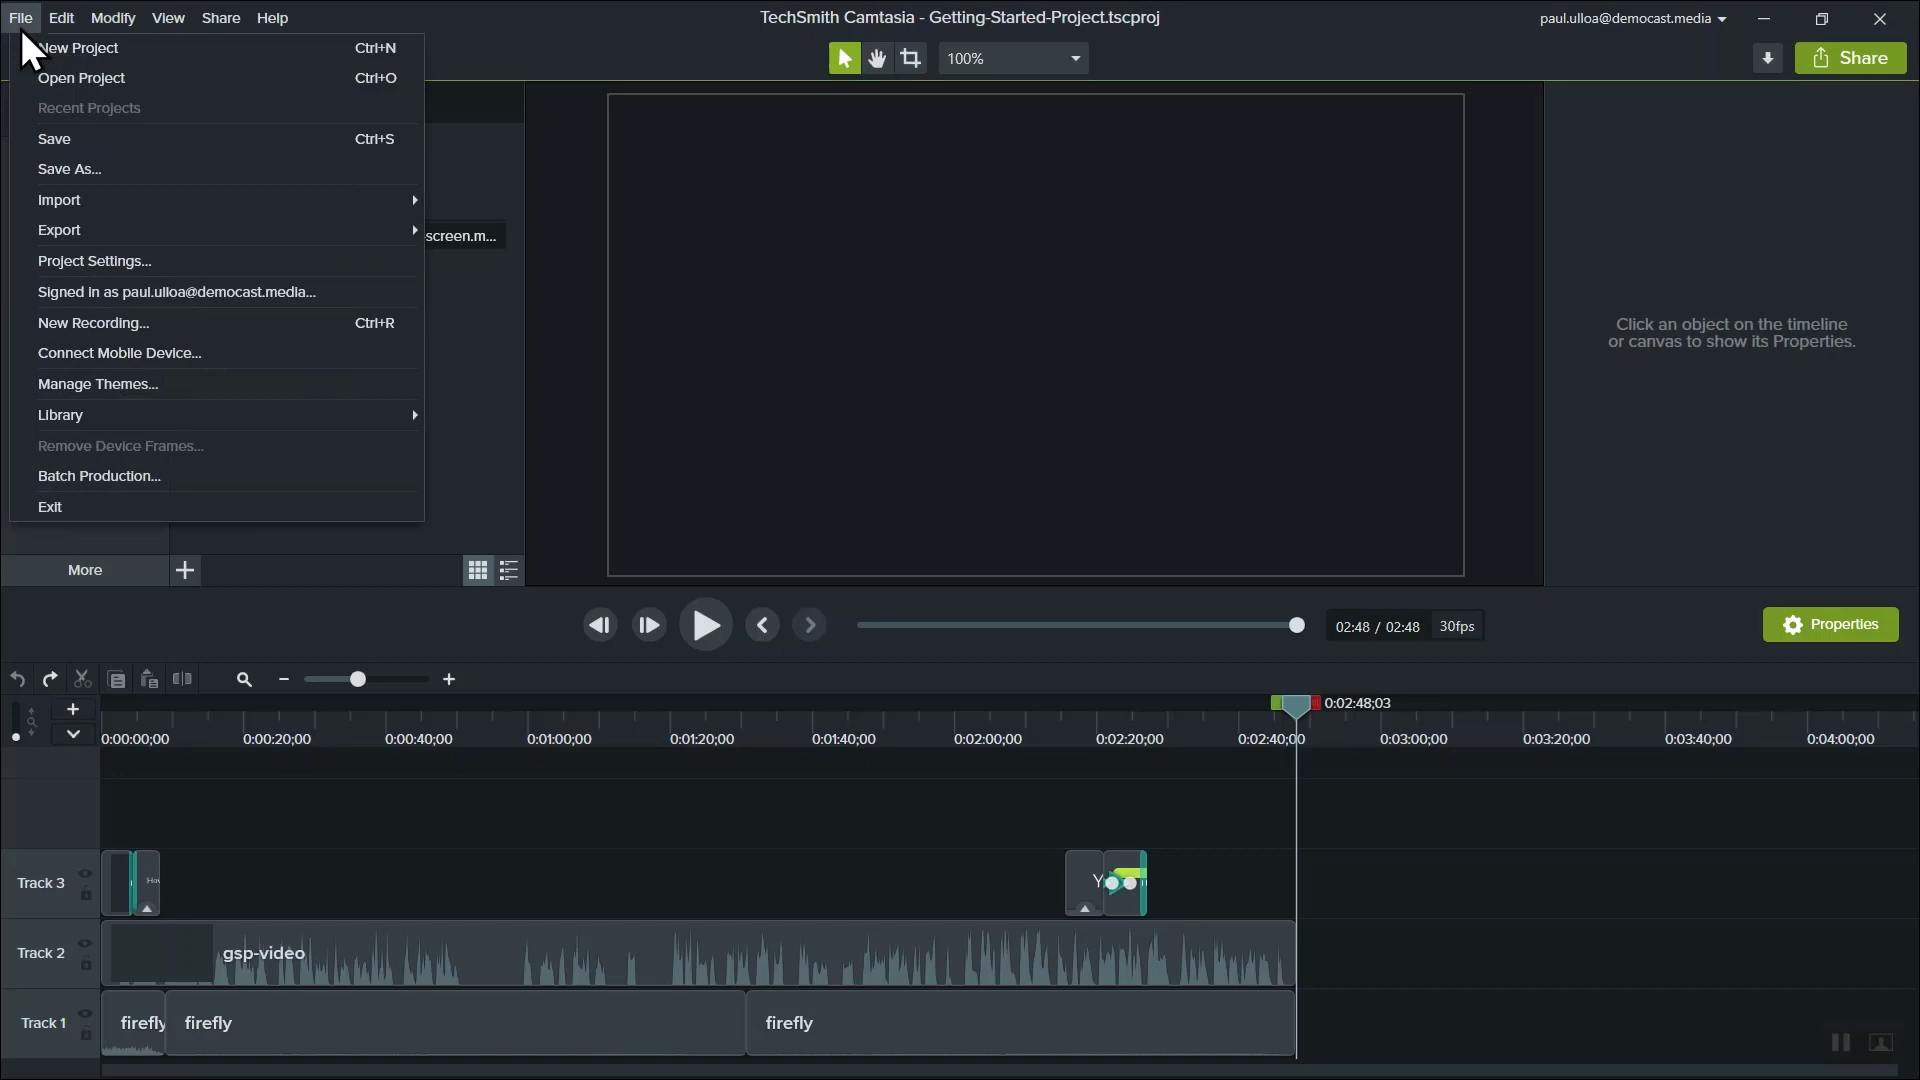 File Edit Modify View Share Help
TechSmith Camtasia - Getting-Started-Project.tscproj
paul.ulloa@democast.media
New Project Ctrl+N
Open Project Ctrl+O
Recent Projects
Save Ctrl+S
Save As...
Import
Export
Project Settings...
Signed in as paul.ulloa@democast.media...
New Recording... Ctrl+R
Connect Mobile Device...
Manage Themes...
Library
Remove Device Frames...
Batch Production...
Exit
100%
Share
screen.m...
Click an object on the timeline
or canvas to show its Properties.
More
02:48 / 02:48 30fps
Properties
0:02:48;03
0:00:00;00 0:00:20;00 0:00:40;00 0:01:00;00 0:01:20;00 0:01:40;00 0:02:00;00 0:02:20;00 0:02:40;00 0:03:00;00 0:03:20;00 0:03:40;00 0:04:00;00
Track 3
Y
Track 2 gsp-video
Track 1 firefly firefly firefly